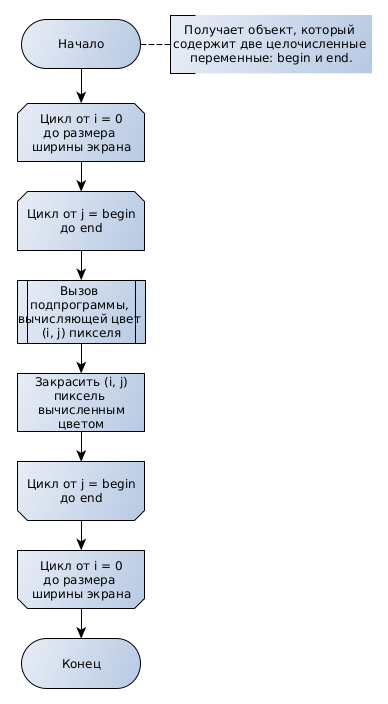 Начало
Получает объект, который
содержит две целочисленные
переменные: begin и end.
Цикл от i = 0
до размера
ширины экрана
Цикл от j = begin
до end
Вызов
подпрограммы,
вычисляющей цвет
(i, j) пикселя
Закрасить (i, j)
пиксель
вычисленным
цветом
Цикл от j = begin
до end
Цикл от i = 0
до размера
ширины экрана
Конец